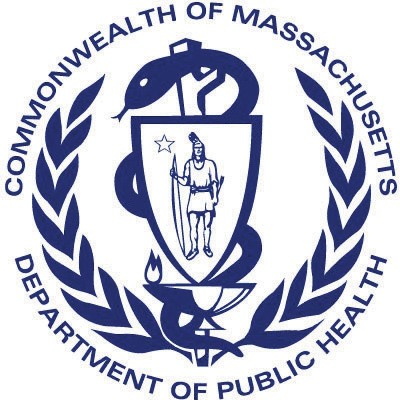 COMMONWEALTH OF MASSACHUSETTS
DEPARTMENT OF PUBLIC HEALTH